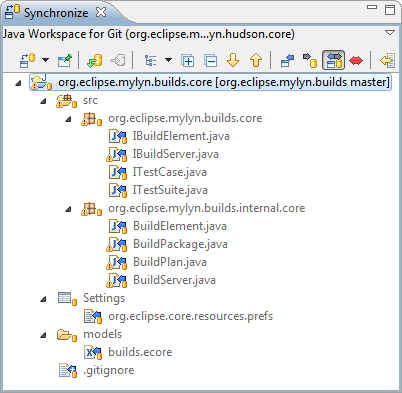 Synchronize
Java Workspace for Git (org.eclipse.m...yn.hudson.core)
org.eclipse.mylyn.builds.core [org.eclipse.mylyn.builds master]
src
org.eclipse.mylyn.builds.core
IBuildElement.java
IBuildServer.java
ITestCase.java
ITestSuite.java
org.eclipse.mylyn.builds.internal.core
BuildElement.java
BuildPackage.java
BuildPlan.java
BuildServer.java
Settings
org.eclipse.core.resources.prefs
models
builds.ecore
.gitignore